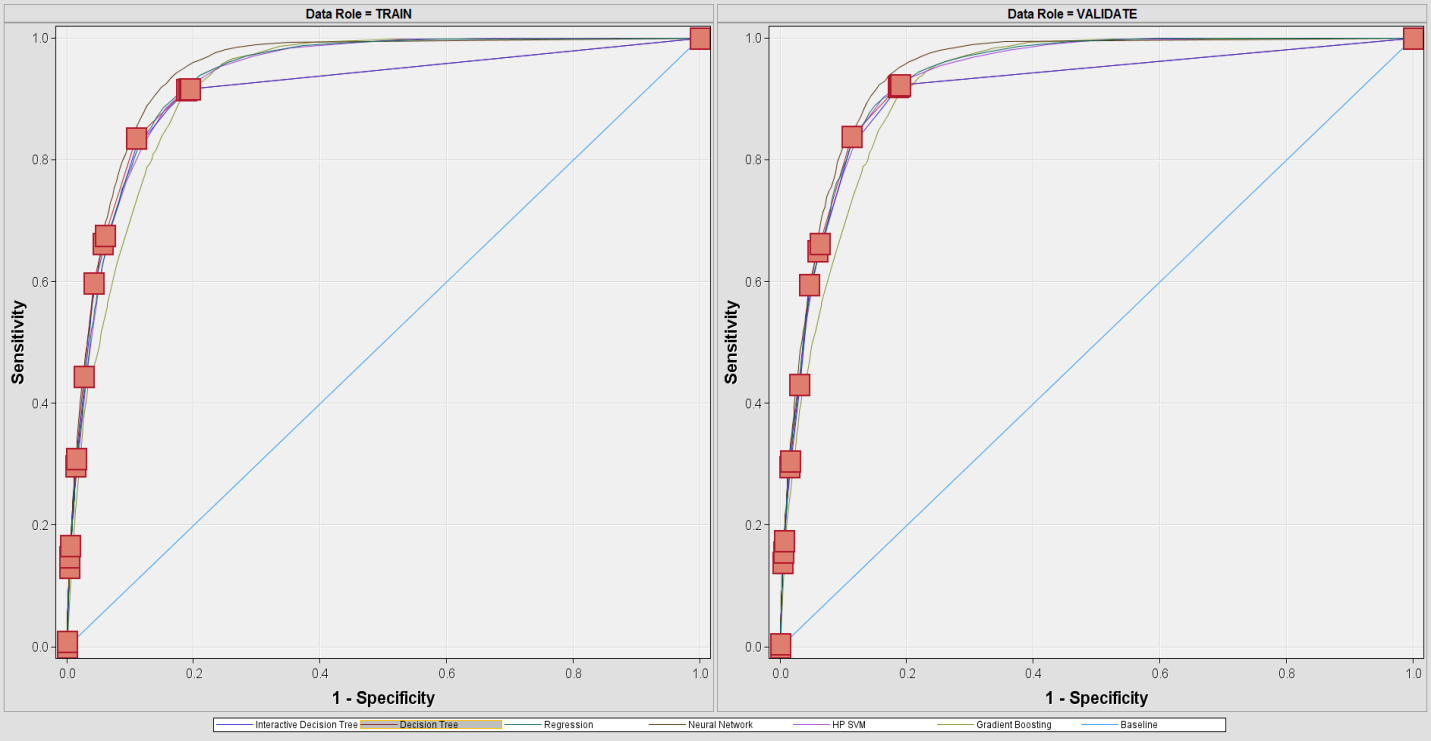 Data Role = TRAIN
Data Role = VALIDATE
1.0
0.8
0.6
0.4
0.2
0.0
Sensitivity
0.0 0.2 0.4 0.6 0.8 1.0
1 - Specificity
1.0
0.8
0.6
0.4
0.2
0.0
Sensitivity
0.0 0.2 0.4 0.6 0.8 1.0
1 - Specificity
Interactive Decision Tree Decision Tree Regression Neural Network HP SVM Gradient Boosting Baseline